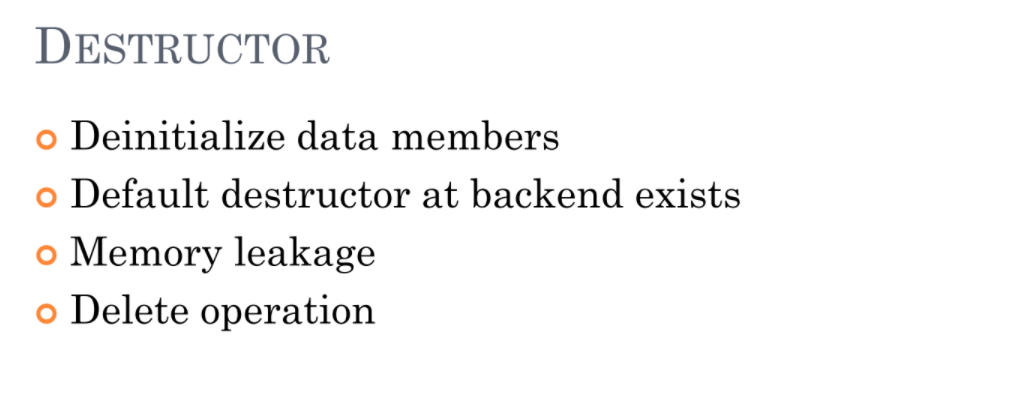 DESTRUCTOR
Deinitialize data members
Default destructor at backend exists
Memory leakage
Delete operation